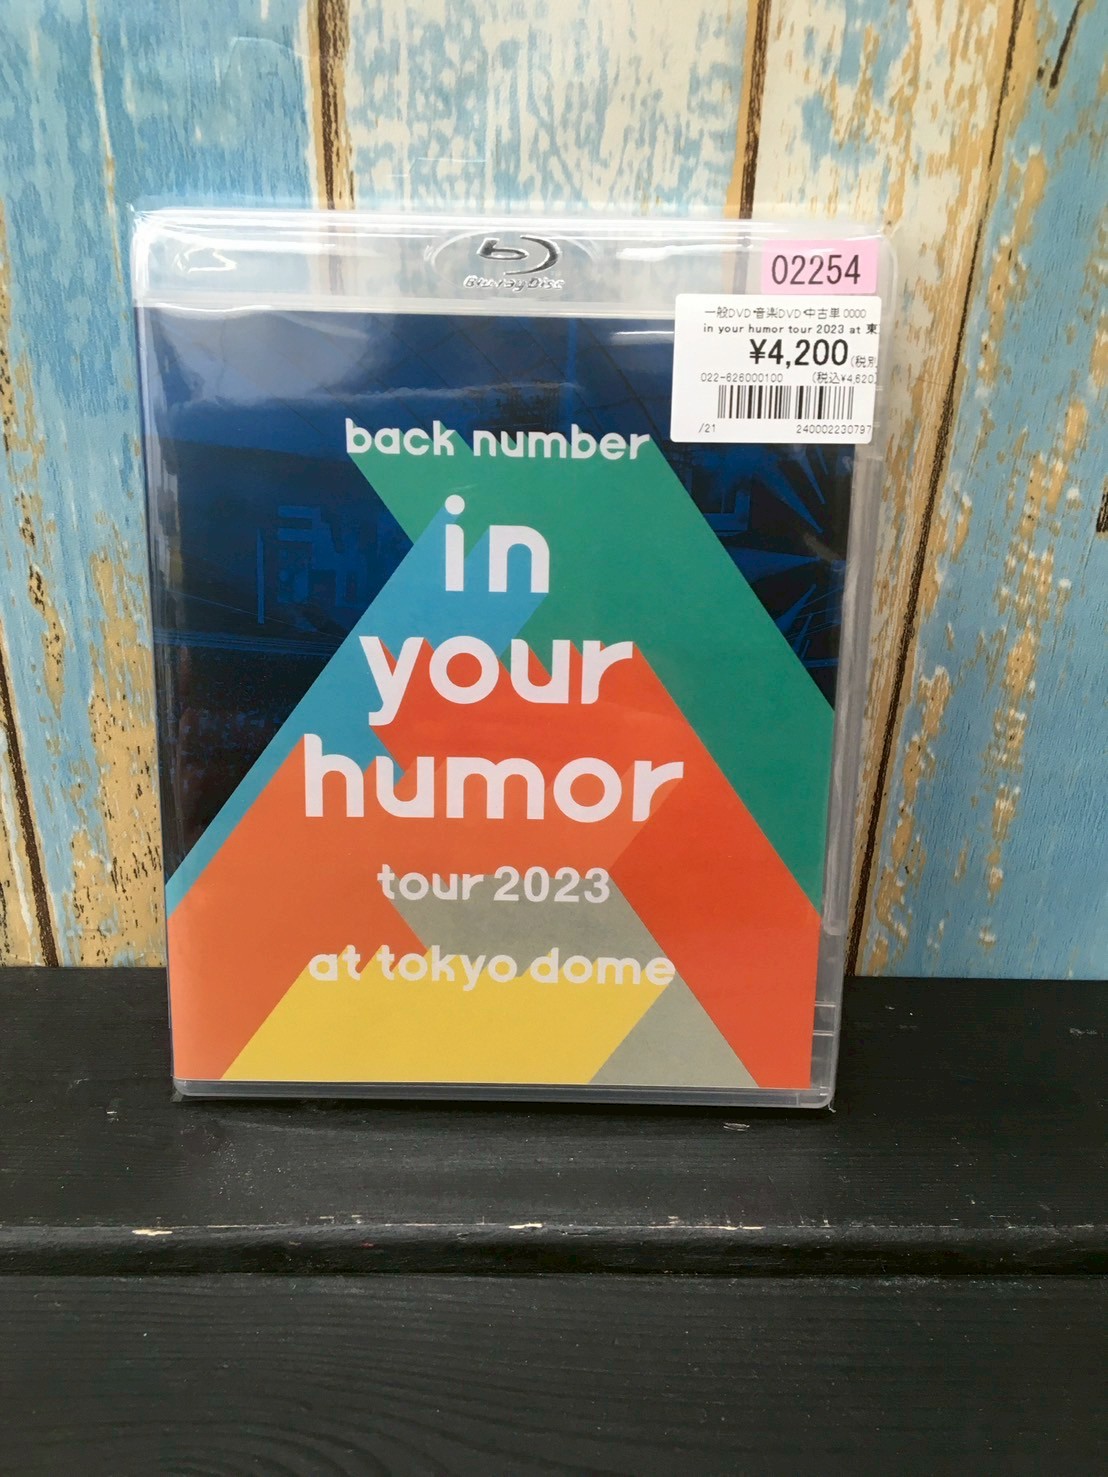 Blu-ray Disc
02254
一般DVD 音楽DVD 中古車 0000
in your humor tour 2023 at 東
¥4,200(税別
022-626000100 (税込¥4,620)
/21 240002230797
back number
in
your
humor
tour 2023
at tokyo dome